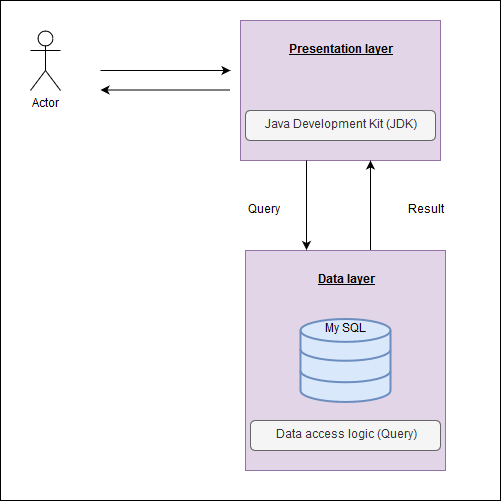 Presentation layer
Actor
Java Development Kit (JDK)
Query
Result
Data layer
My SQL
Data access logic (Query)